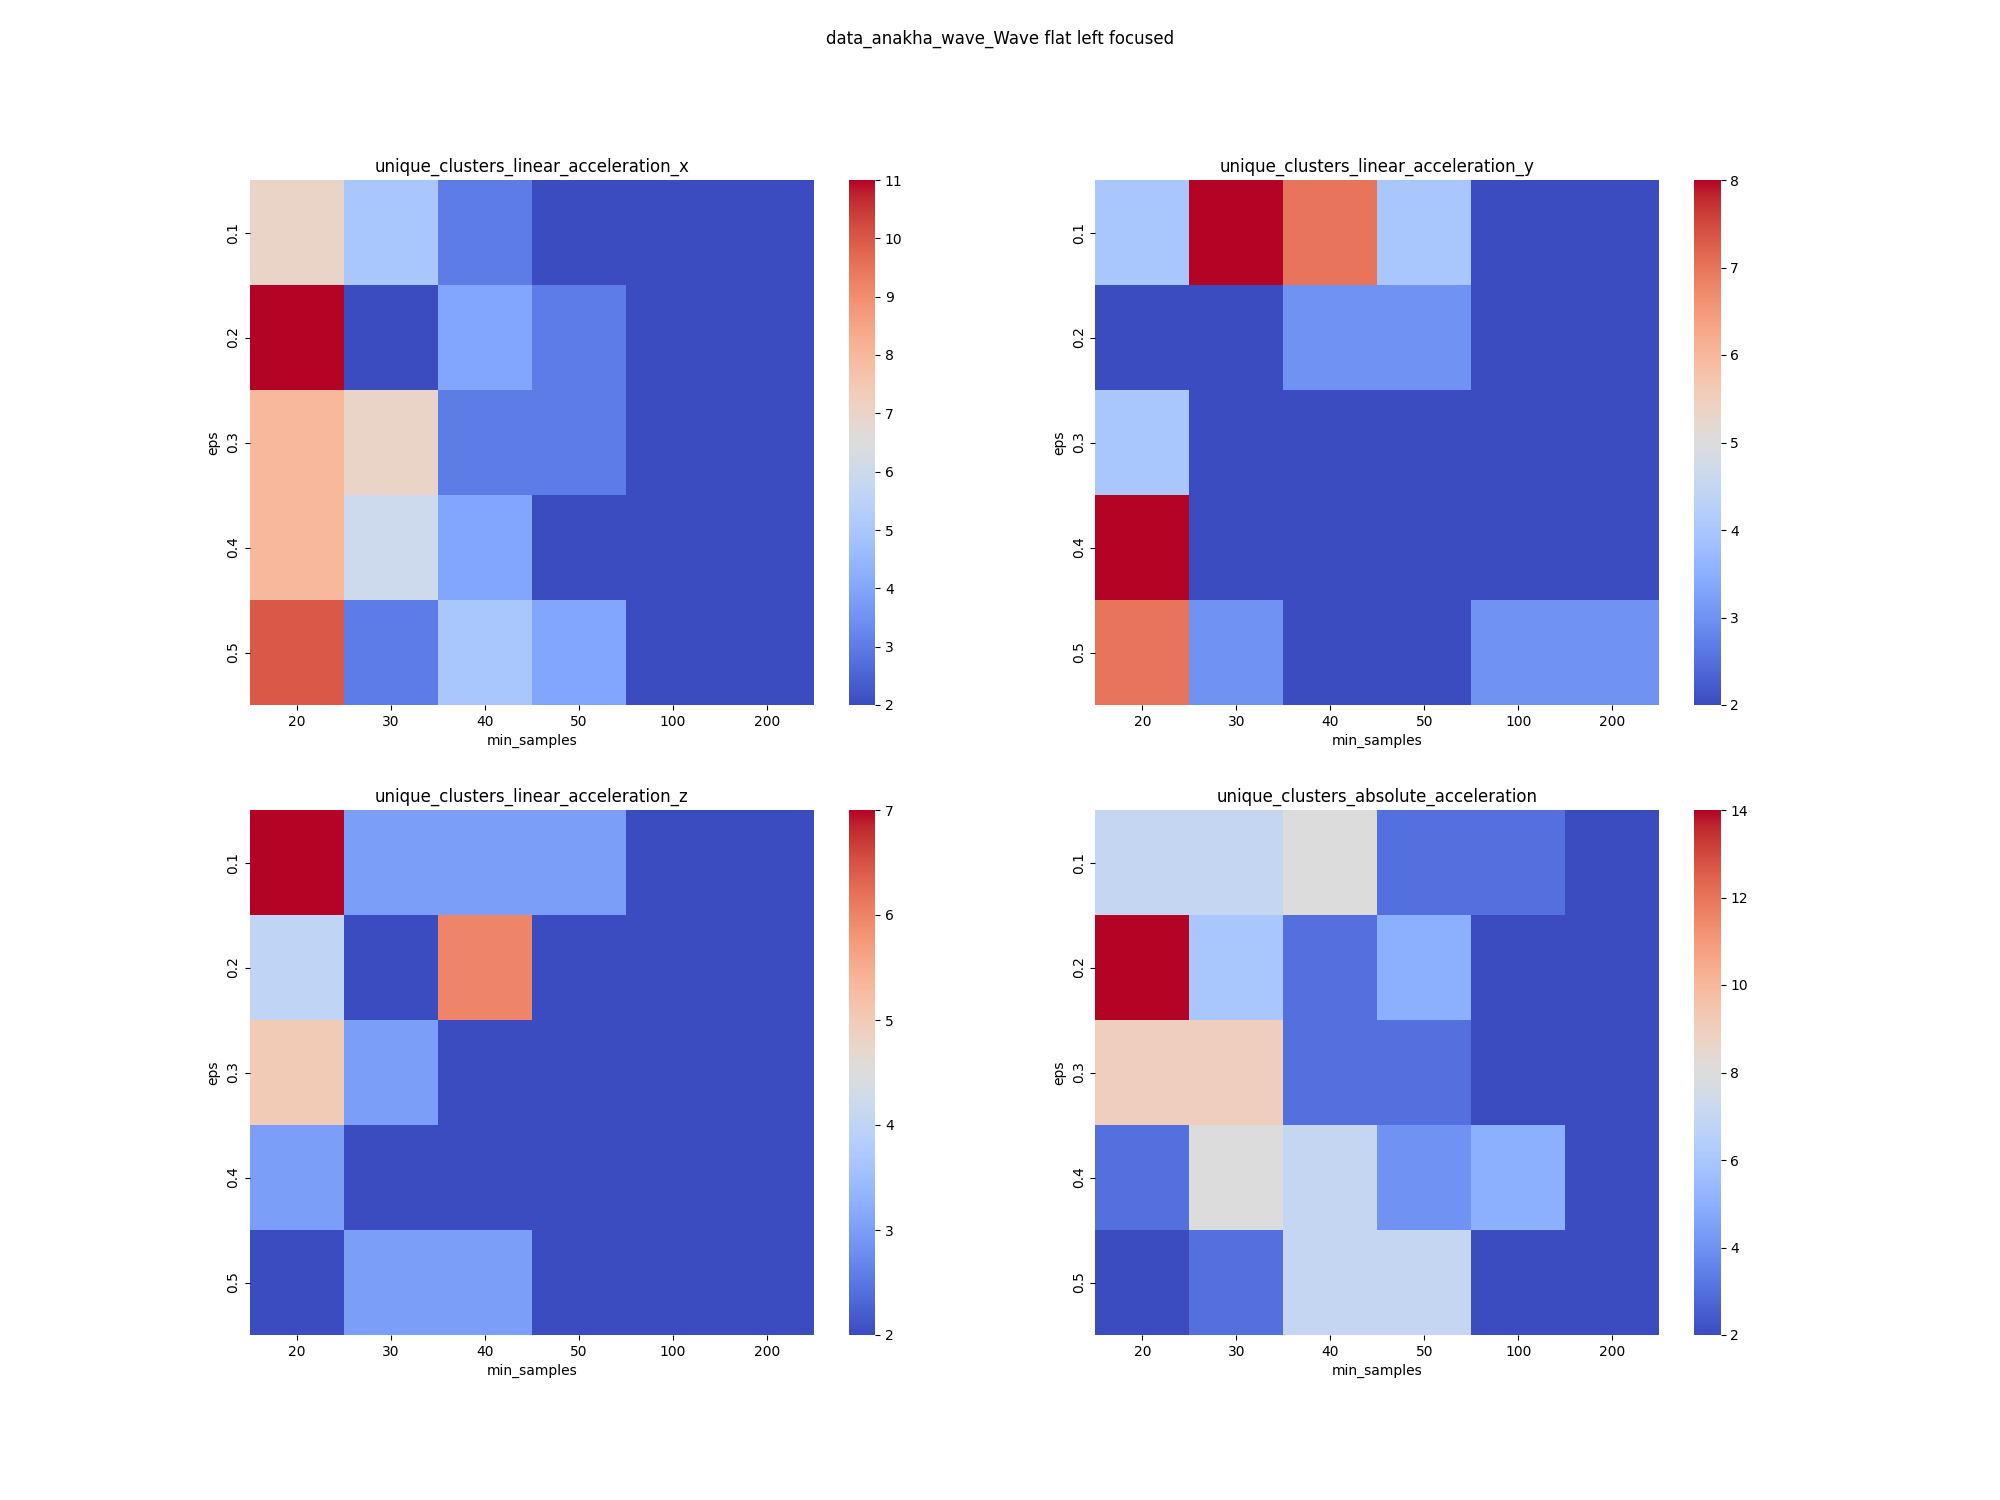 data_anakha_wave_Wave flat left focused
unique_clusters_linear_acceleration_x
eps
0.1
0.2
0.3
0.4
0.5
20 30 40 50 100 200
min_samples
11
10
9
8
7
6
5
4
3
2
unique_clusters_linear_acceleration_y
eps
0.1
0.2
0.3
0.4
0.5
20 30 40 50 100 200
min_samples
8
7
6
5
4
3
2
unique_clusters_linear_acceleration_z
eps
0.1
0.2
0.3
0.4
0.5
20 30 40 50 100 200
min_samples
7
6
5
4
3
2
unique_clusters_absolute_acceleration
eps
0.1
0.2
0.3
0.4
0.5
20 30 40 50 100 200
min_samples
14
12
10
8
6
4
2